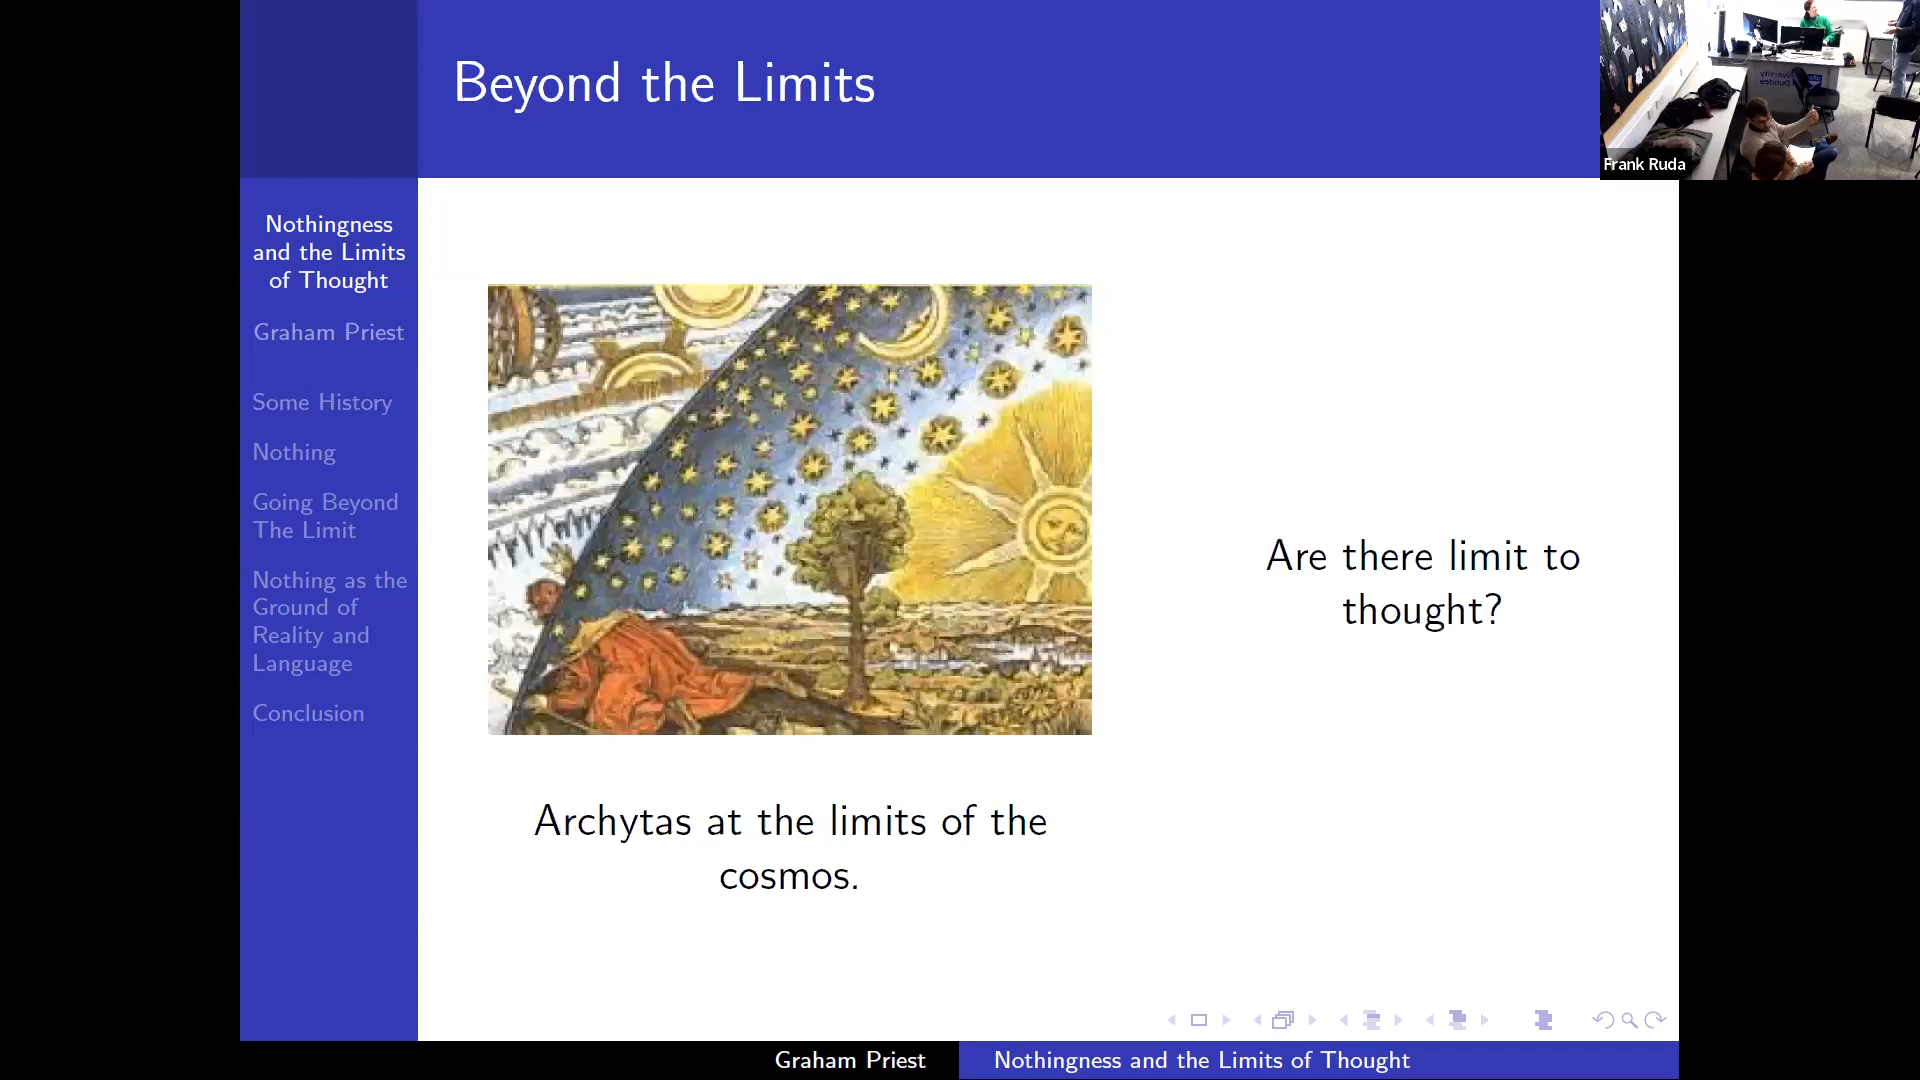 Beyond the Limits
Frank Ruda
Nothingness
and the Limits
of Thought
Graham Priest
Some History
Nothing
Going Beyond
The Limit
Nothing as the
Ground of
Reality and
Language
Conclusion
Are there limit to
thought?
Archytas at the limits of the
cosmos.
Graham Priest
Nothingness and the Limits of Thought